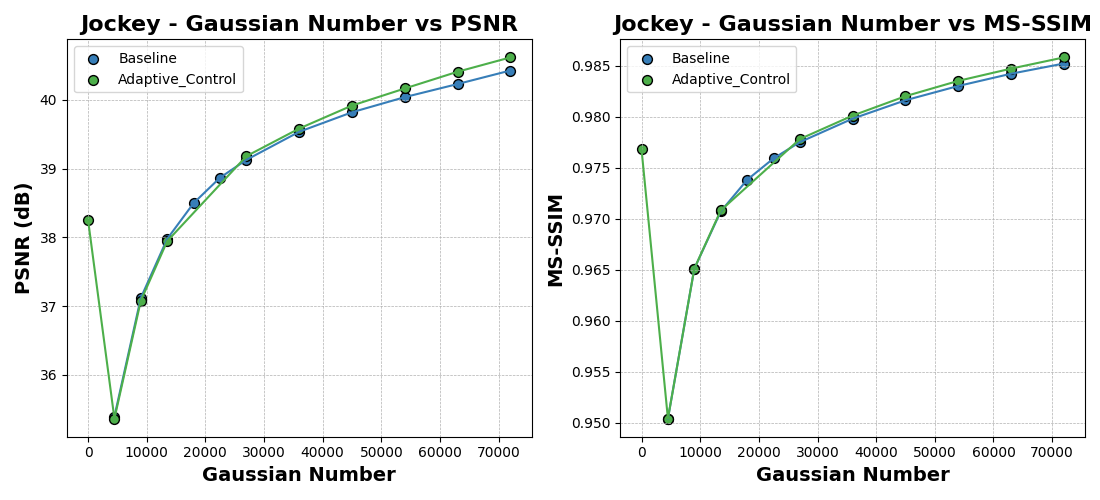 Jockey - Gaussian Number vs PSNR
Baseline
Adaptive_Control
PSNR (dB)
40
39
38
37
36
0 10000 20000 30000 40000 50000 60000 70000
Gaussian Number
Jockey - Gaussian Number vs MS-SSIM
Baseline
Adaptive_Control
MS-SSIM
0.985
0.980
0.975
0.970
0.965
0.960
0.955
0.950
0 10000 20000 30000 40000 50000 60000 70000
Gaussian Number